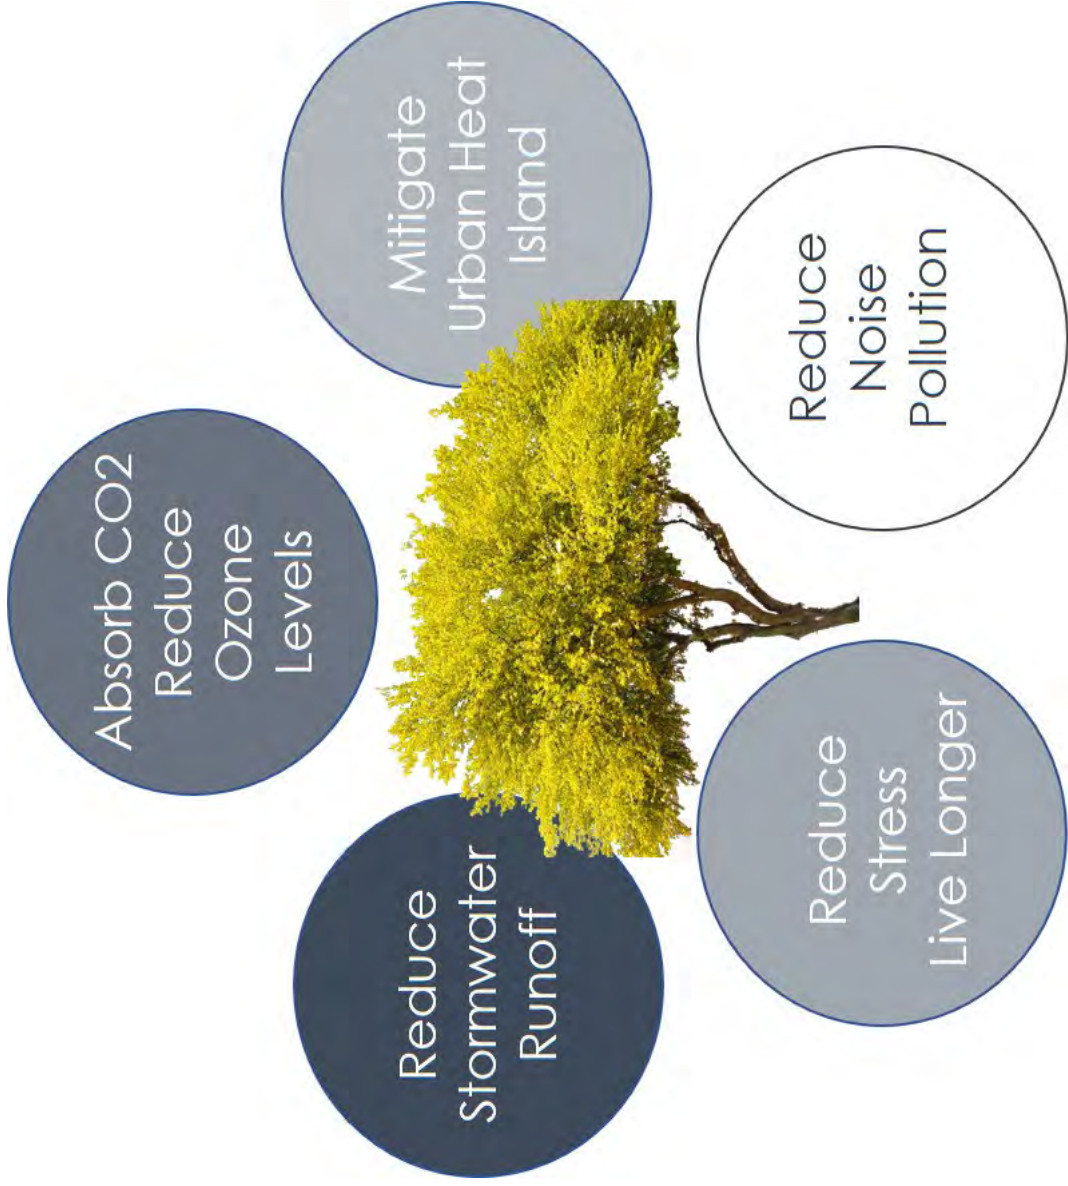 Absorb CO2
Reduce
Ozone
Levels
Reduce
Stormwater
Runoff
Mitigate
Urban Heat
Island
Reduce
Stress
Live Longer
Reduce
Noise
Pollution